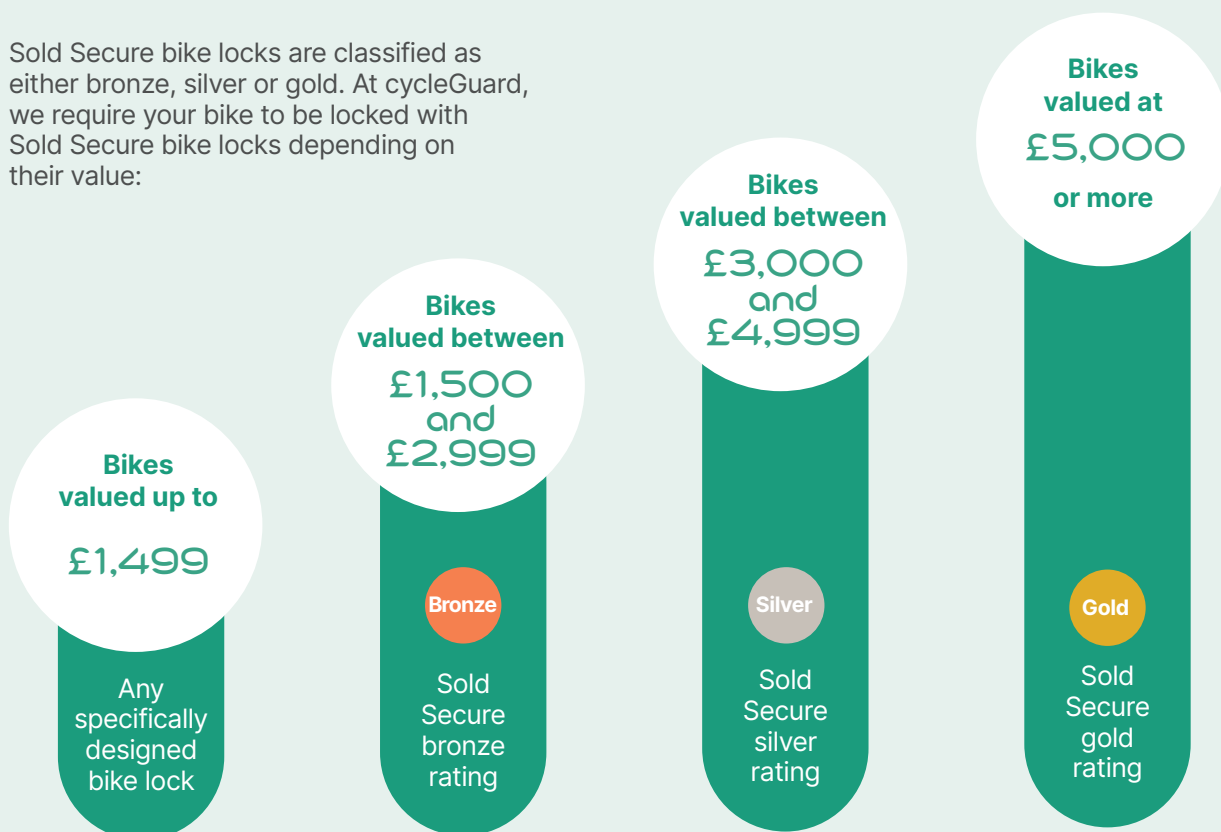 Sold Secure bike locks are classified as
either bronze, silver or gold. At cycleGuard,
we require your bike to be locked with
Sold Secure bike locks depending on
their value:
Bikes
valued up to
£1,499
Any
specifically
designed
bike lock
Bikes
valued between
£1,500
and
£2,999
Bronze
Sold
Secure
bronze
rating
Bikes
valued between
£3,000
and
£4,999
Silver
Sold
Secure
silver
rating
Bikes
valued at
£5,000
or more
Gold
Sold
Secure
gold
rating